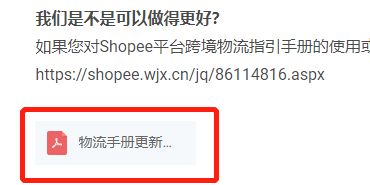 我们是不是可以做得更好?
如果您对Shopee平台跨境物流指引手册的使用或
https://shopee.wjx.cn/jq/86114816.aspx
物流手册更新...